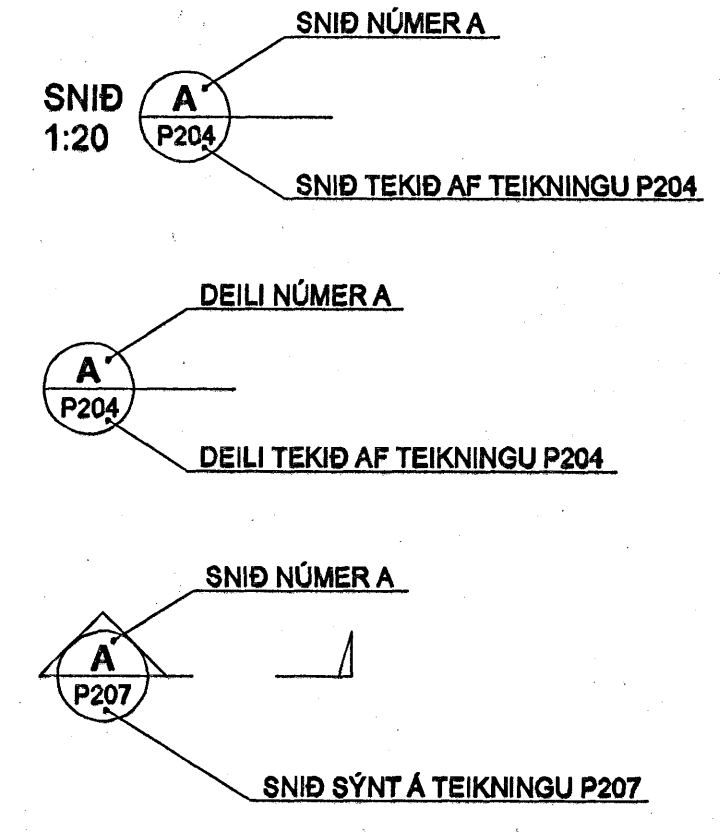 SNIÐ NÚMER A
SNIÐ
1:20
A
P204
SNIÐ TEKIÐ AF TEIKNINGU P204
DEILI NÚMER A
A
P204
DEILI TEKIÐ AF TEIKNINGU P204
SNIÐ NÚMER A
A
P207
SNIÐ SÝNT Á TEIKNINGU P207